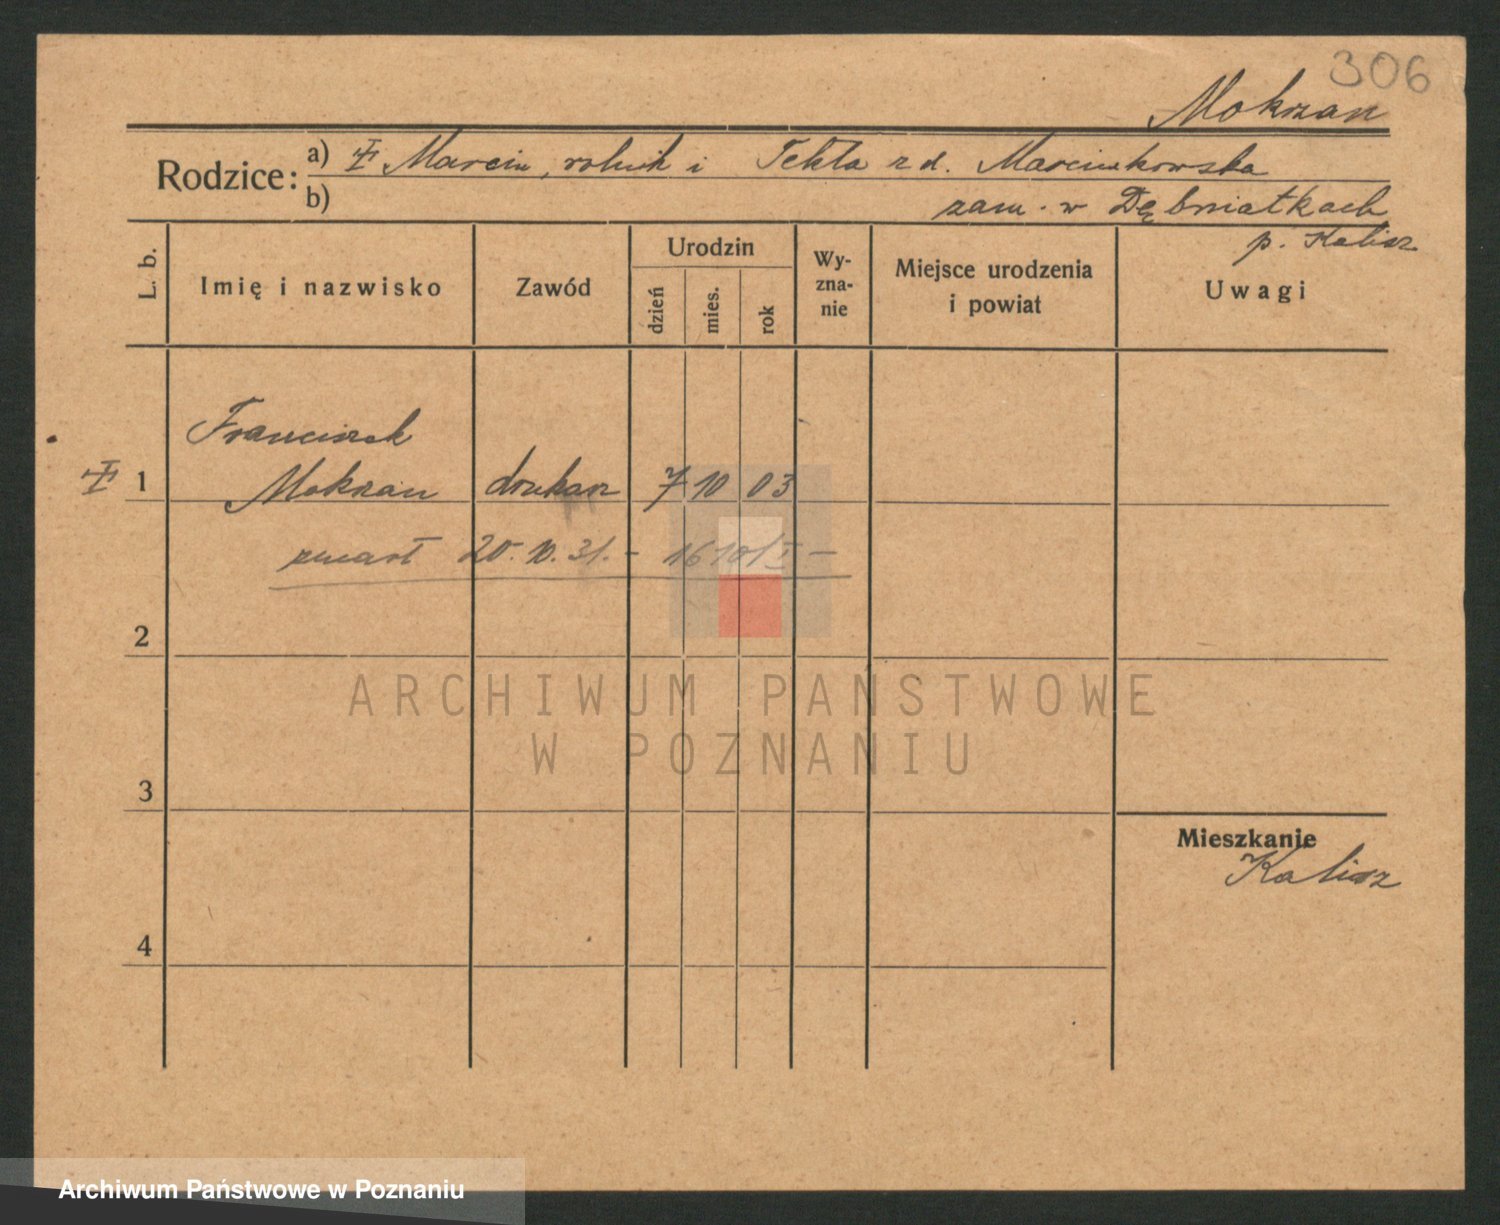 306
Mokrzan
Rodzice: a) Marcin, rolnik i Tekla z d. Marcinkowska
b) zam. w Dębniałkach
p. Kalisz
L. b. Imię i nazwisko Zawód Urodzin dzień mies. rok Wy-zna-nie Miejsce urodzenia i powiat Uwagi
Franciszek
1 Mokrzan drukarz 7 10 03
zmarł 20. 10. 31. –
2
ARCHIWUM PAŃSTWOWE
W POZNANIU
3
Mieszkanie
Kalisz
4
Archiwum Państwowe w Poznaniu